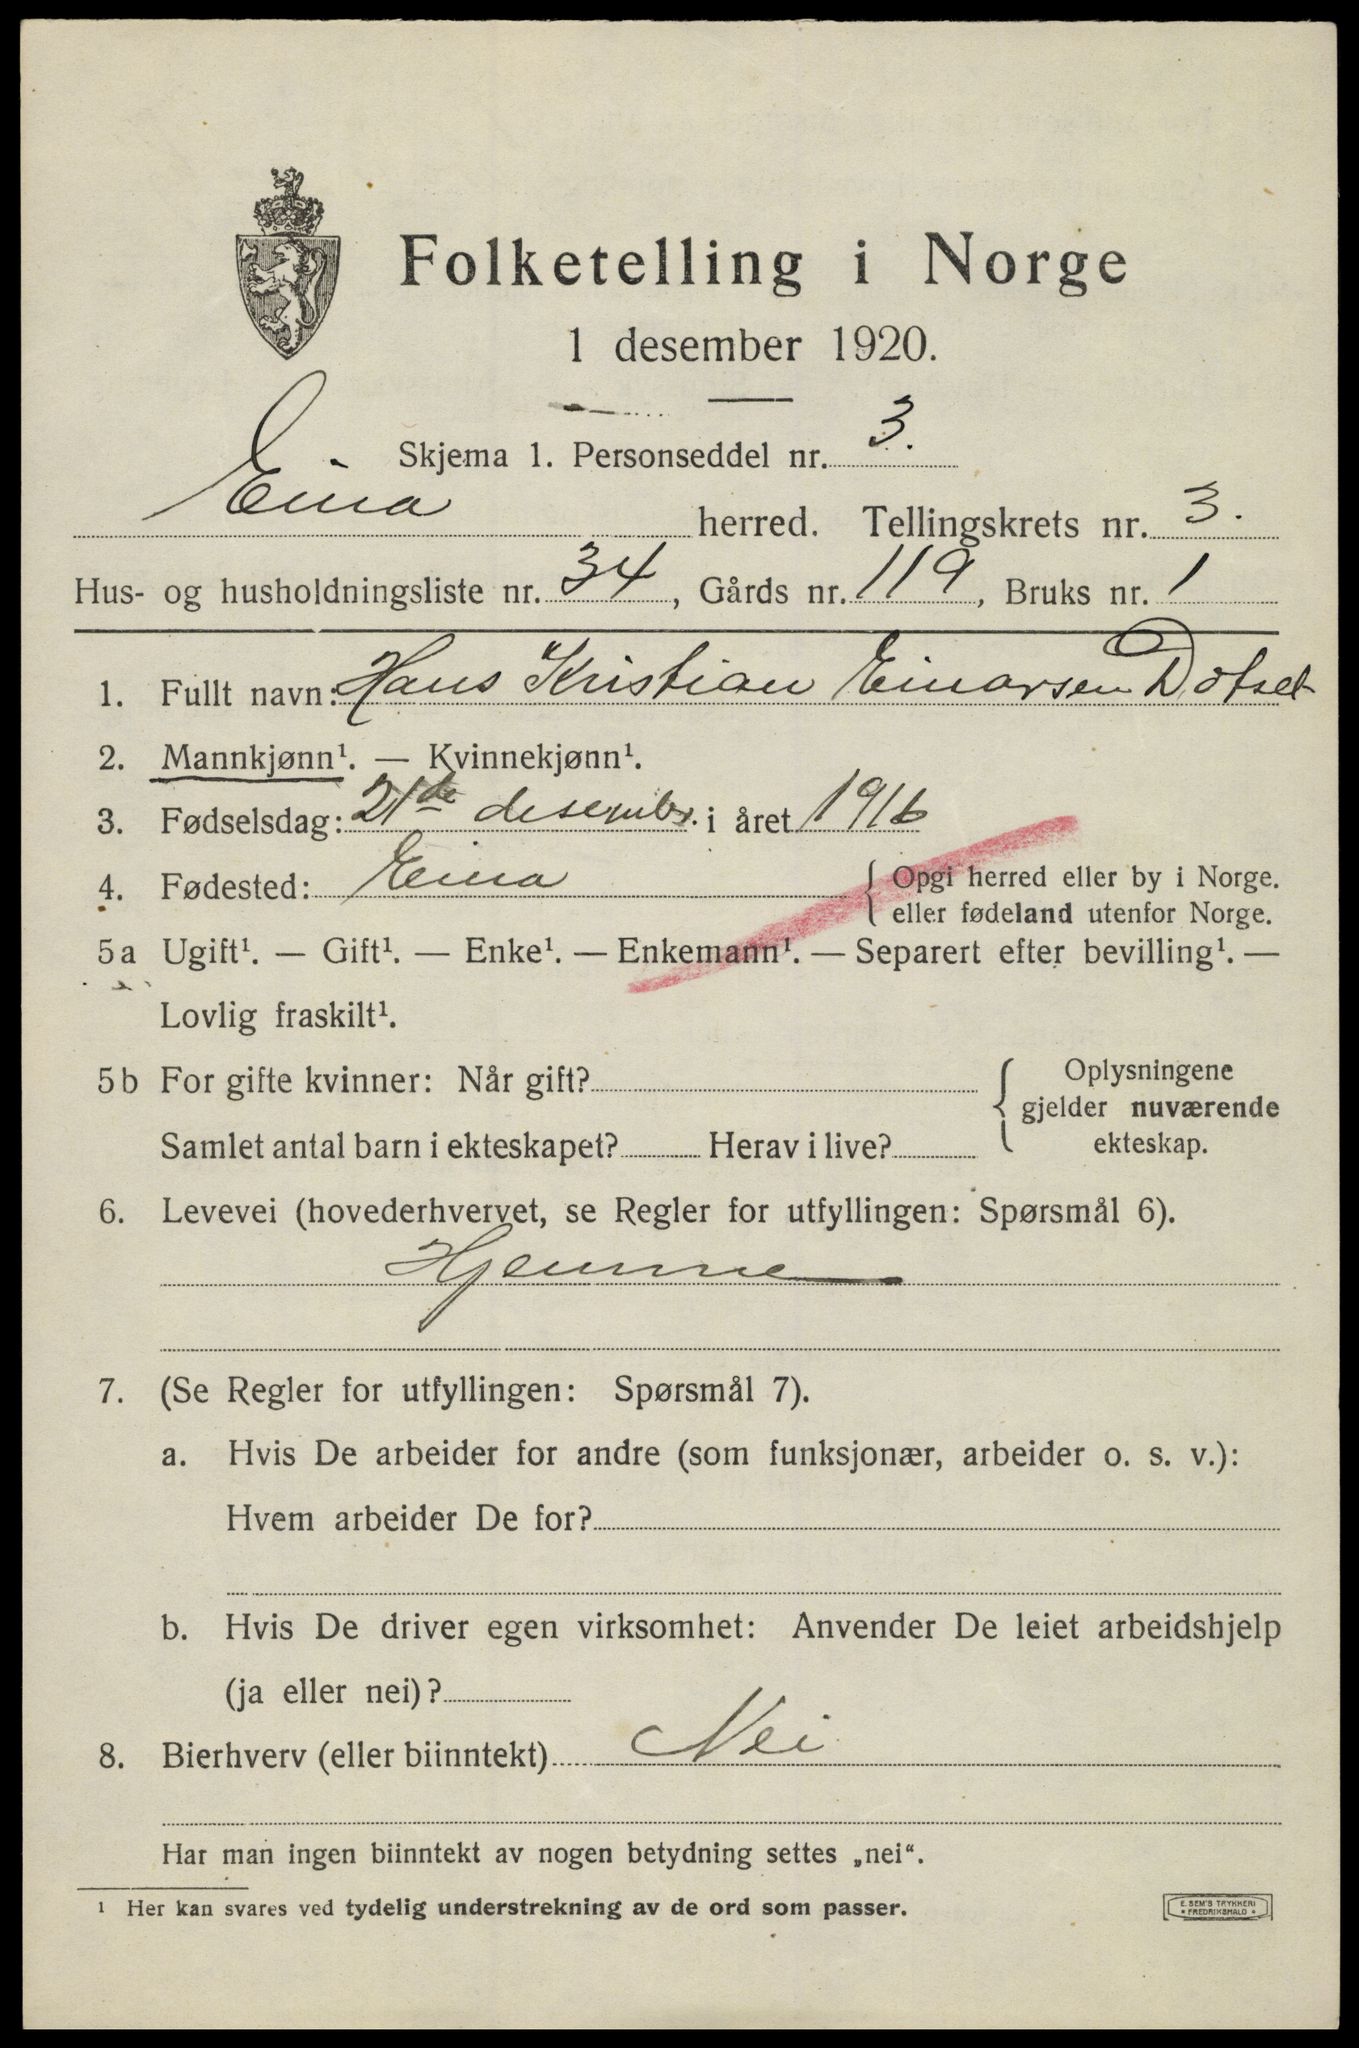 Folketelling i Norge
1 desember 1920.
Skjema 1. Personseddel nr. 3.
Eina herred. Tellingskrets nr. 3.
Hus- og husholdningsliste nr. 34, Gårds nr. 119, Bruks nr. 1
1. Fullt navn: Hans Kristian Einarsen Dotset
2. Mannkjønn¹. — Kvinnekjønn¹.
3. Fødselsdag: 21de desembr. i året 1916
4. Fødested: Eina { Opgi herred eller by i Norge.
eller fødeland utenfor Norge.
5a Ugift¹. — Gift¹. — Enke¹. — Enkemann¹. — Separert efter bevilling¹. —
Lovlig fraskilt¹.
5b For gifte kvinner: Når gift?
Samlet antal barn i ekteskapet? Herav i live?
{ Oplysningene
gjelder nuværende
ekteskap.
6. Levevei (hovederhvervet, se Regler for utfyllingen: Spørsmål 6).
Hjemme
7. (Se Regler for utfyllingen: Spørsmål 7).
a. Hvis De arbeider for andre (som funksjonær, arbeider o. s. v.):
Hvem arbeider De for?
b. Hvis De driver egen virksomhet: Anvender De leiet arbeidshjelp
(ja eller nei)?
8. Bierhverv (eller biinntekt) Nei
Har man ingen biinntekt av nogen betydning settes „nei“.
¹ Her kan svares ved tydelig understrekning av de ord som passer.
E. SEM'S TRYKKERI
* FREDRIKSHALD *